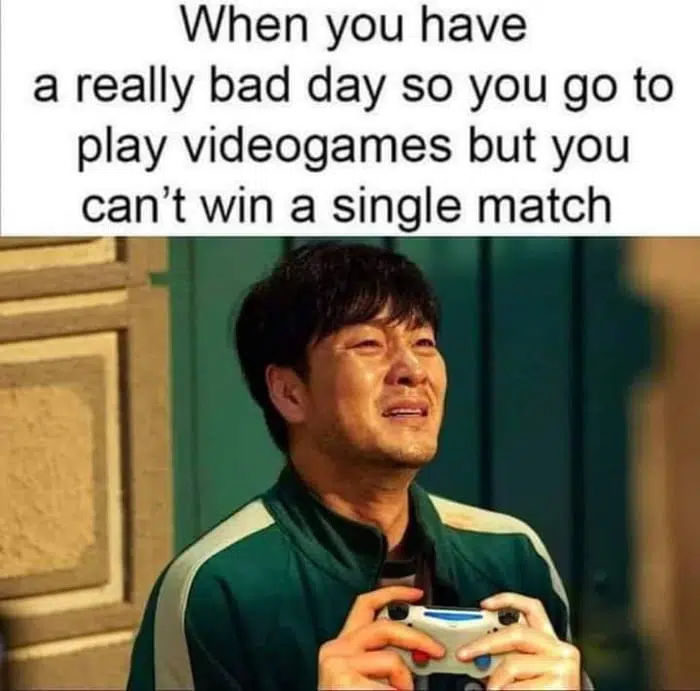 When you have
a really bad day so you go to
play videogames but you
can't win a single match